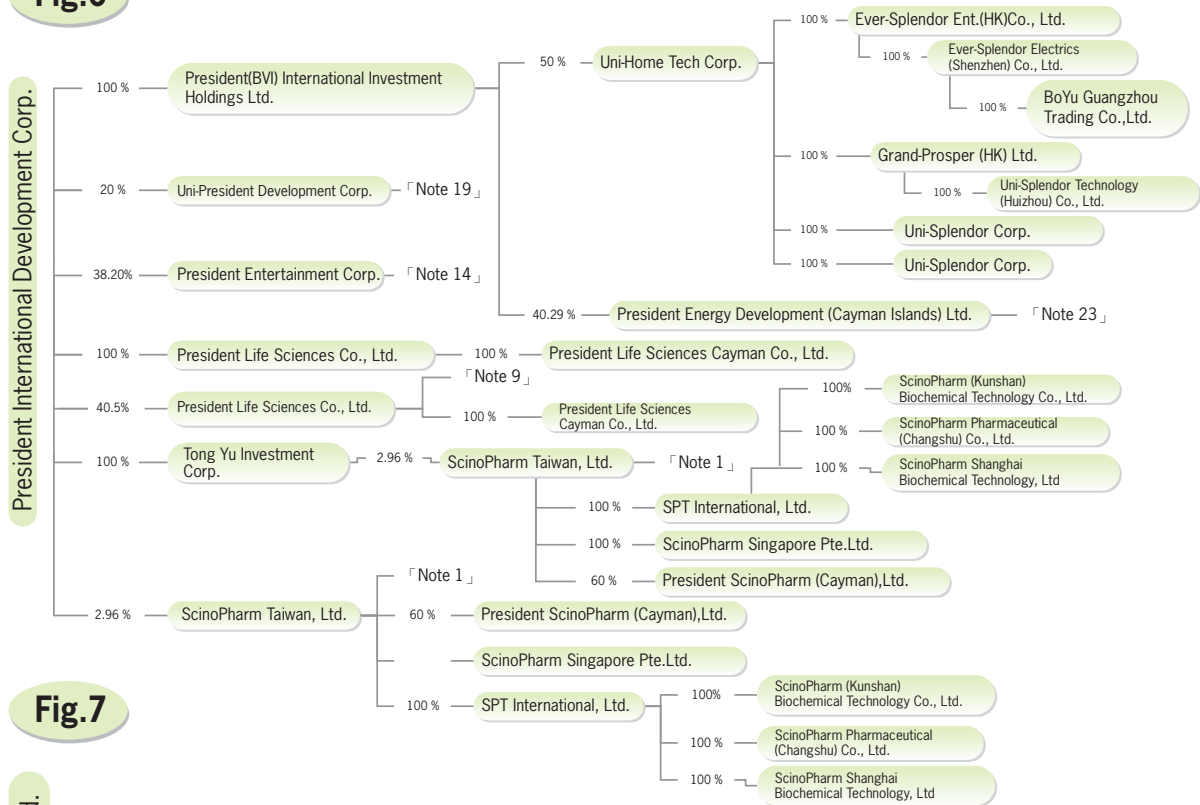 Fig.6
President International Development Corp.
100 %
President(BVI) International Investment
Holdings Ltd.
50 %
Uni-Home Tech Corp.
100 %
Ever-Splendor Ent.(HK)Co., Ltd.
100 %
Ever-Splendor Electrics
(Shenzhen) Co., Ltd.
100 %
BoYu Guangzhou
Trading Co.,Ltd.
100 %
Grand-Prosper (HK) Ltd.
100 %
Uni-Splendor Technology
(Huizhou) Co., Ltd.
100 %
Uni-Splendor Corp.
100 %
Uni-Splendor Corp.
40.29 %
President Energy Development (Cayman Islands) Ltd.
「Note 23」
20 %
Uni-President Development Corp.
「Note 19」
38.20%
President Entertainment Corp.
「Note 14」
100 %
President Life Sciences Co., Ltd.
100 %
President Life Sciences Cayman Co., Ltd.
40.5%
President Life Sciences Co., Ltd.
「Note 9」
100 %
President Life Sciences
Cayman Co., Ltd.
100 %
Tong Yu Investment
Corp.
2.96 %
ScinoPharm Taiwan, Ltd.
「Note 1」
100 %
SPT International, Ltd.
100%
ScinoPharm (Kunshan)
Biochemical Technology Co., Ltd.
100 %
ScinoPharm Pharmaceutical
(Changshu) Co., Ltd.
100 %
ScinoPharm Shanghai
Biochemical Technology, Ltd
100 %
ScinoPharm Singapore Pte.Ltd.
60 %
President ScinoPharm (Cayman),Ltd.
2.96 %
ScinoPharm Taiwan, Ltd.
「Note 1」
60 %
President ScinoPharm (Cayman),Ltd.
ScinoPharm Singapore Pte.Ltd.
100 %
SPT International, Ltd.
100%
ScinoPharm (Kunshan)
Biochemical Technology Co., Ltd.
100 %
ScinoPharm Pharmaceutical
(Changshu) Co., Ltd.
100 %
ScinoPharm Shanghai
Biochemical Technology, Ltd
Fig.7